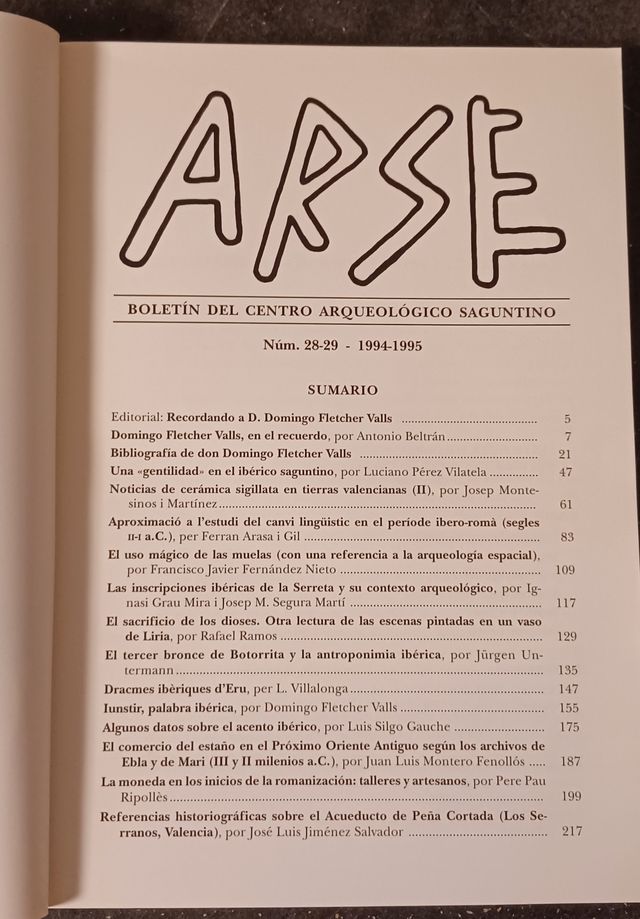 ARSE
BOLETÍN DEL CENTRO ARQUEOLÓGICO SAGUNTINO
Núm. 28-29 - 1994-1995
SUMARIO
Editorial: Recordando a D. Domingo Fletcher Valls ........................................ 5
Domingo Fletcher Valls, en el recuerdo, por Antonio Beltrán........................... 7
Bibliografía de don Domingo Fletcher Valls ..................................................... 21
Una «gentilidad» en el ibérico saguntino, por Luciano Pérez Vilatela .............. 47
Noticias de cerámica sigillata en tierras valencianas (II), por Josep Monte-
sinos i Martínez.................................................................................. 61
Aproximació a l'estudi del canvi lingüistic en el període ibero-romà (segles
II-I a.C.), per Ferran Arasa i Gil .......................................................... 83
El uso mágico de las muelas (con una referencia a la arqueología espacial),
por Francisco Javier Fernández Nieto .................................................. 109
Las inscripciones ibéricas de la Serreta y su contexto arqueológico, por Ig-
nasi Grau Mira i Josep M. Segura Martí ................................................ 117
El sacrificio de los dioses. Otra lectura de las escenas pintadas en un vaso
de Liria, por Rafael Ramos .................................................................. 129
El tercer bronce de Botorrita y la antroponimia ibérica, por Jürgen Un-
termann............................................................................................ 135
Dracmes ibèriques d'Eru, per L. Villalonga.................................................... 147
Iunstir, palabra ibérica, por Domingo Fletcher Valls ...................................... 155
Algunos datos sobre el acento ibérico, por Luis Silgo Gauche ....................... 175
El comercio del estaño en el Próximo Oriente Antiguo según los archivos de
Ebla y de Mari (III y II milenios a.C.), por Juan Luis Montero Fenollós ..... 187
La moneda en los inicios de la romanización: talleres y artesanos, por Pere Pau
Ripollès............................................................................................. 199
Referencias historiográficas sobre el Acueducto de Peña Cortada (Los Se-
rranos, Valencia), por José Luis Jiménez Salvador ................................... 217